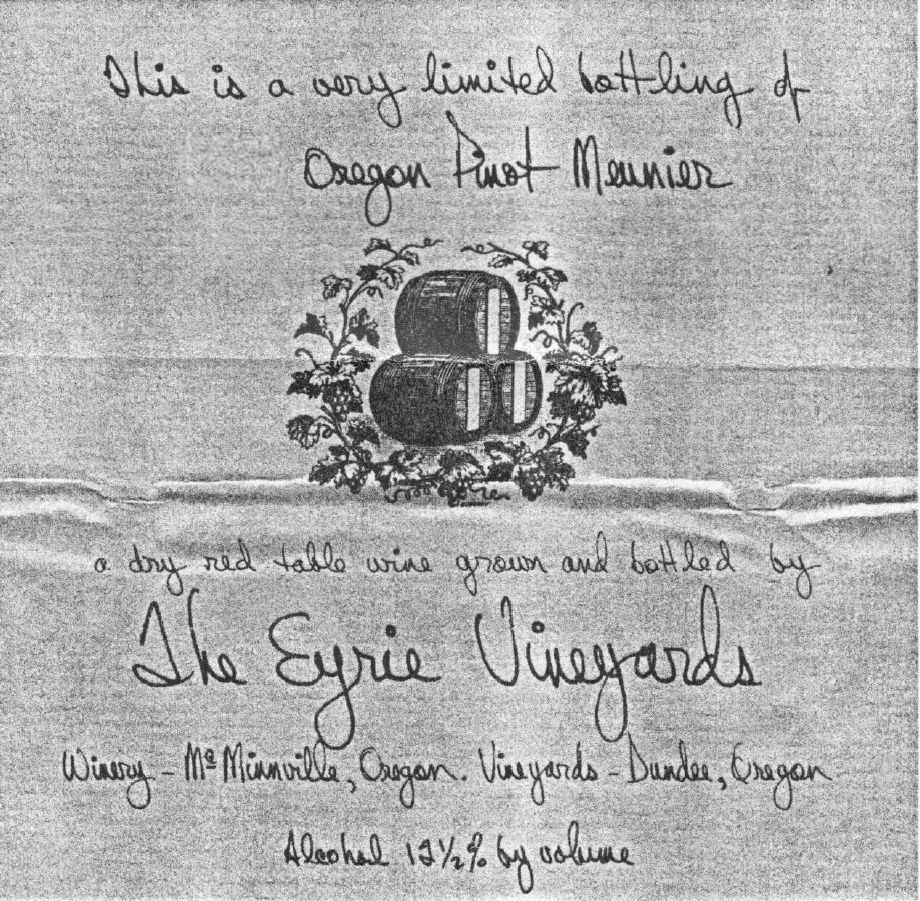 This is a very limited bottling of
Oregon Pinot Meunier
a dry red table wine grown and bottled by
The Eyrie Vineyards
Winery - McMinnville, Oregon. Vineyards - Dundee, Oregon
Alcohol 12½% by volume